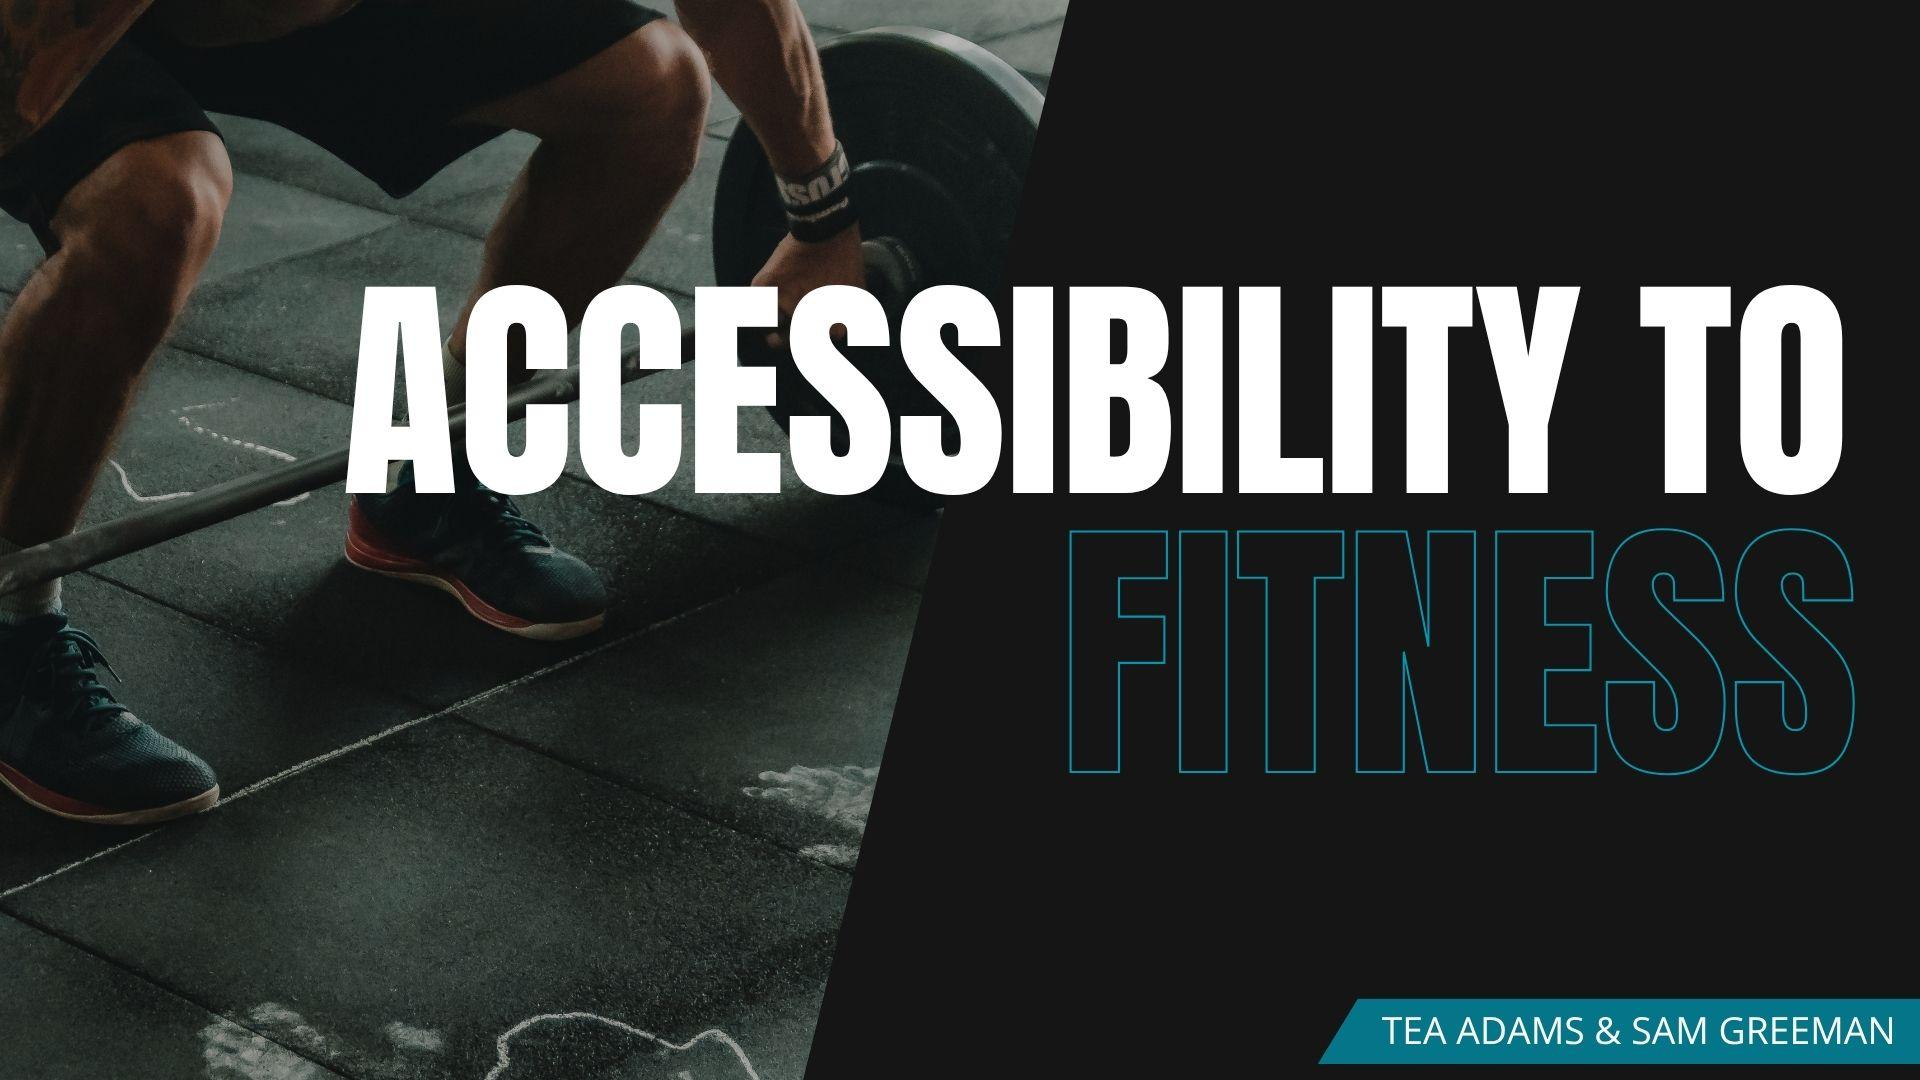 ACCESSIBILITY TO
FITNESS
TEA ADAMS & SAM GREEMAN